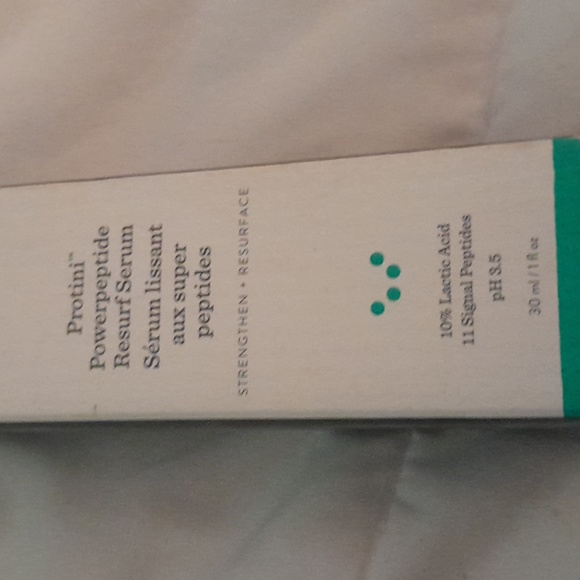 Protini™
Powerpeptide
Resurf Serum
Sérum lissant
aux super
peptides
STRENGTHEN + RESURFACE
10% Lactic Acid
11 Signal Peptides
pH 3.5
30 ml / 1 fl oz